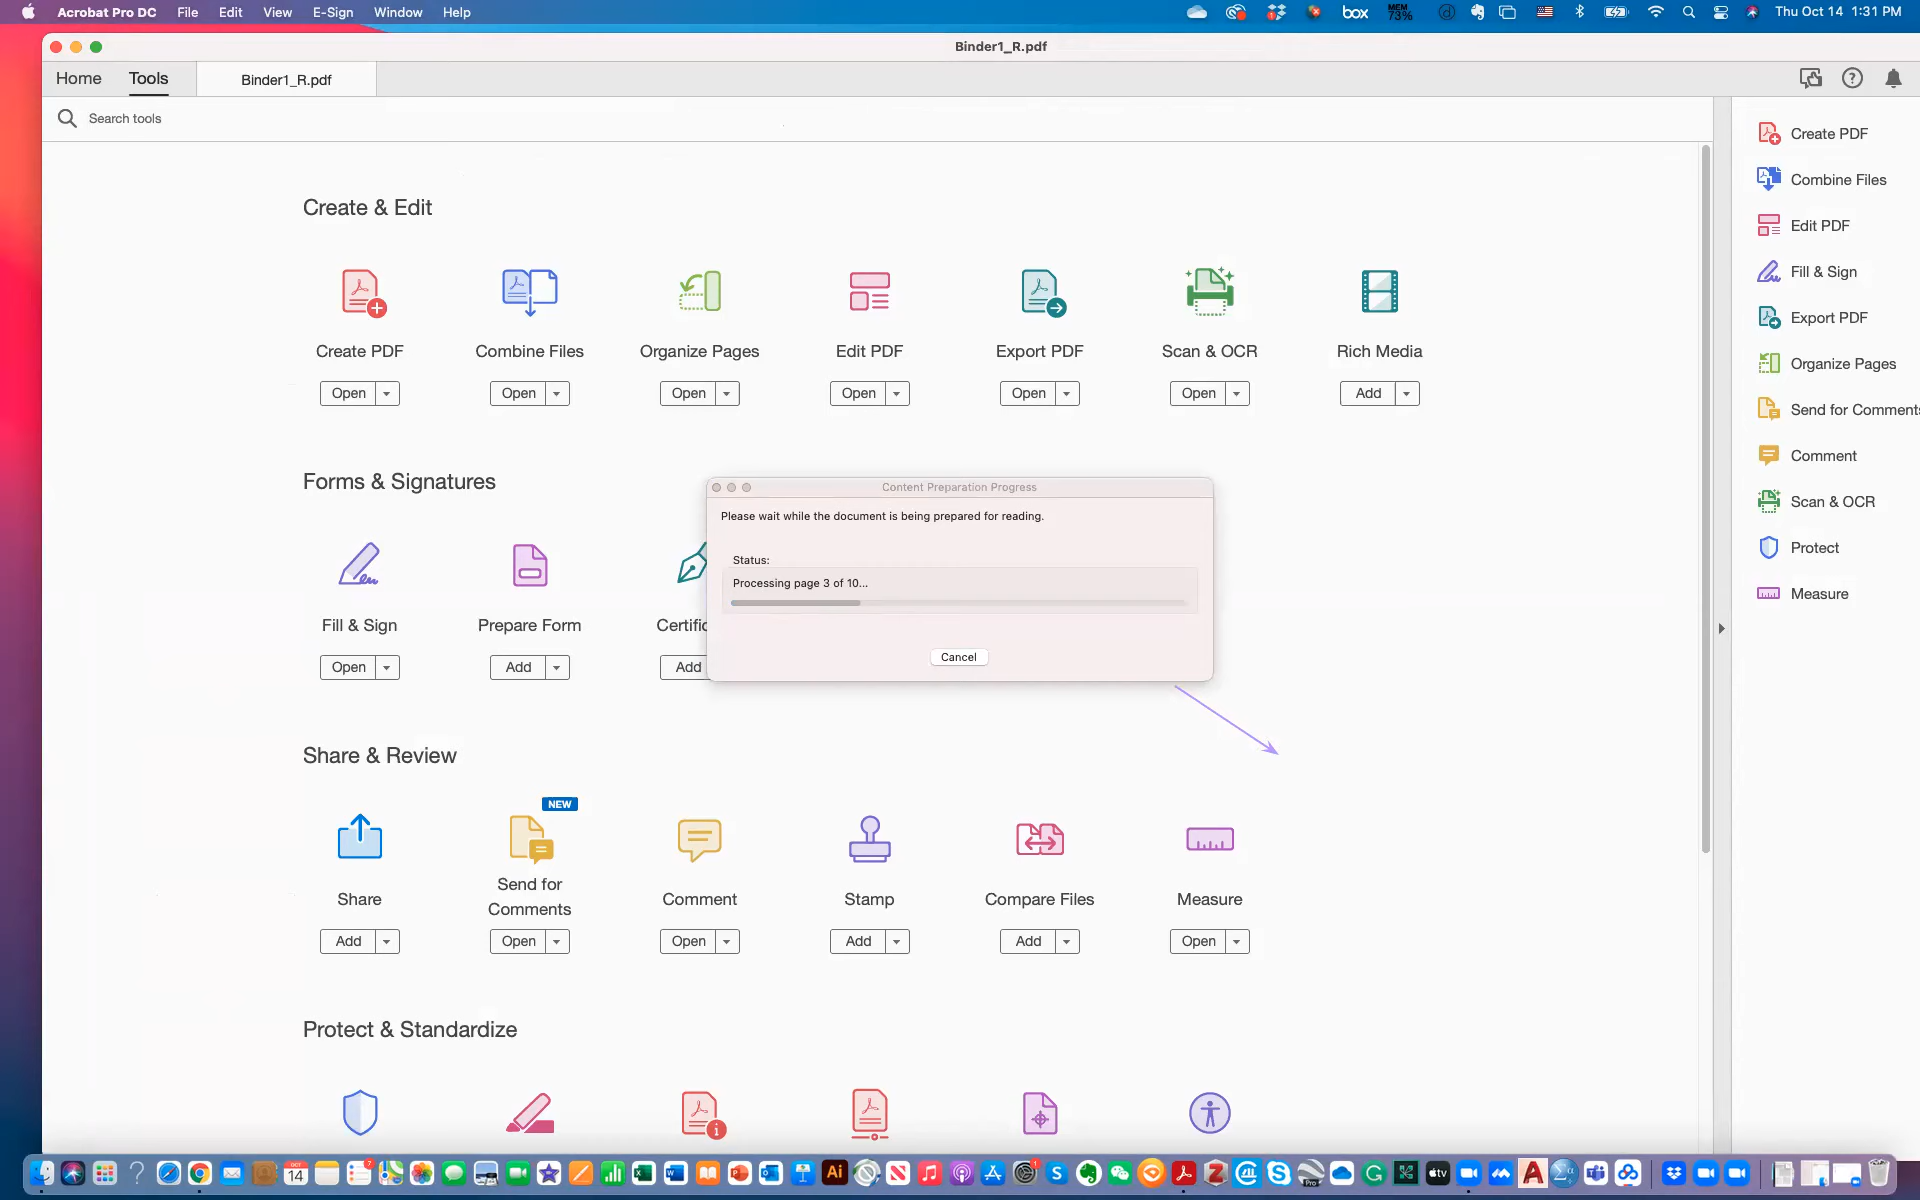 Acrobat Pro DC File Edit View E-Sign Window Help
box MEM 73% Thu Oct 14 1:31 PM
Binder1_R.pdf
Home Tools Binder1_R.pdf
Search tools
Create & Edit
Create PDF Combine Files Organize Pages Edit PDF Export PDF Scan & OCR Rich Media
Open Open Open Open Open Open Add
Forms & Signatures
Fill & Sign Prepare Form Certific
Open Add Add
Content Preparation Progress
Please wait while the document is being prepared for reading.
Status:
Processing page 3 of 10...
Cancel
Share & Review
NEW
Share Send for Comments Comment Stamp Compare Files Measure
Add Open Open Add Add Open
Protect & Standardize
Create PDF
Combine Files
Edit PDF
Fill & Sign
Export PDF
Organize Pages
Send for Comments
Comment
Scan & OCR
Protect
Measure